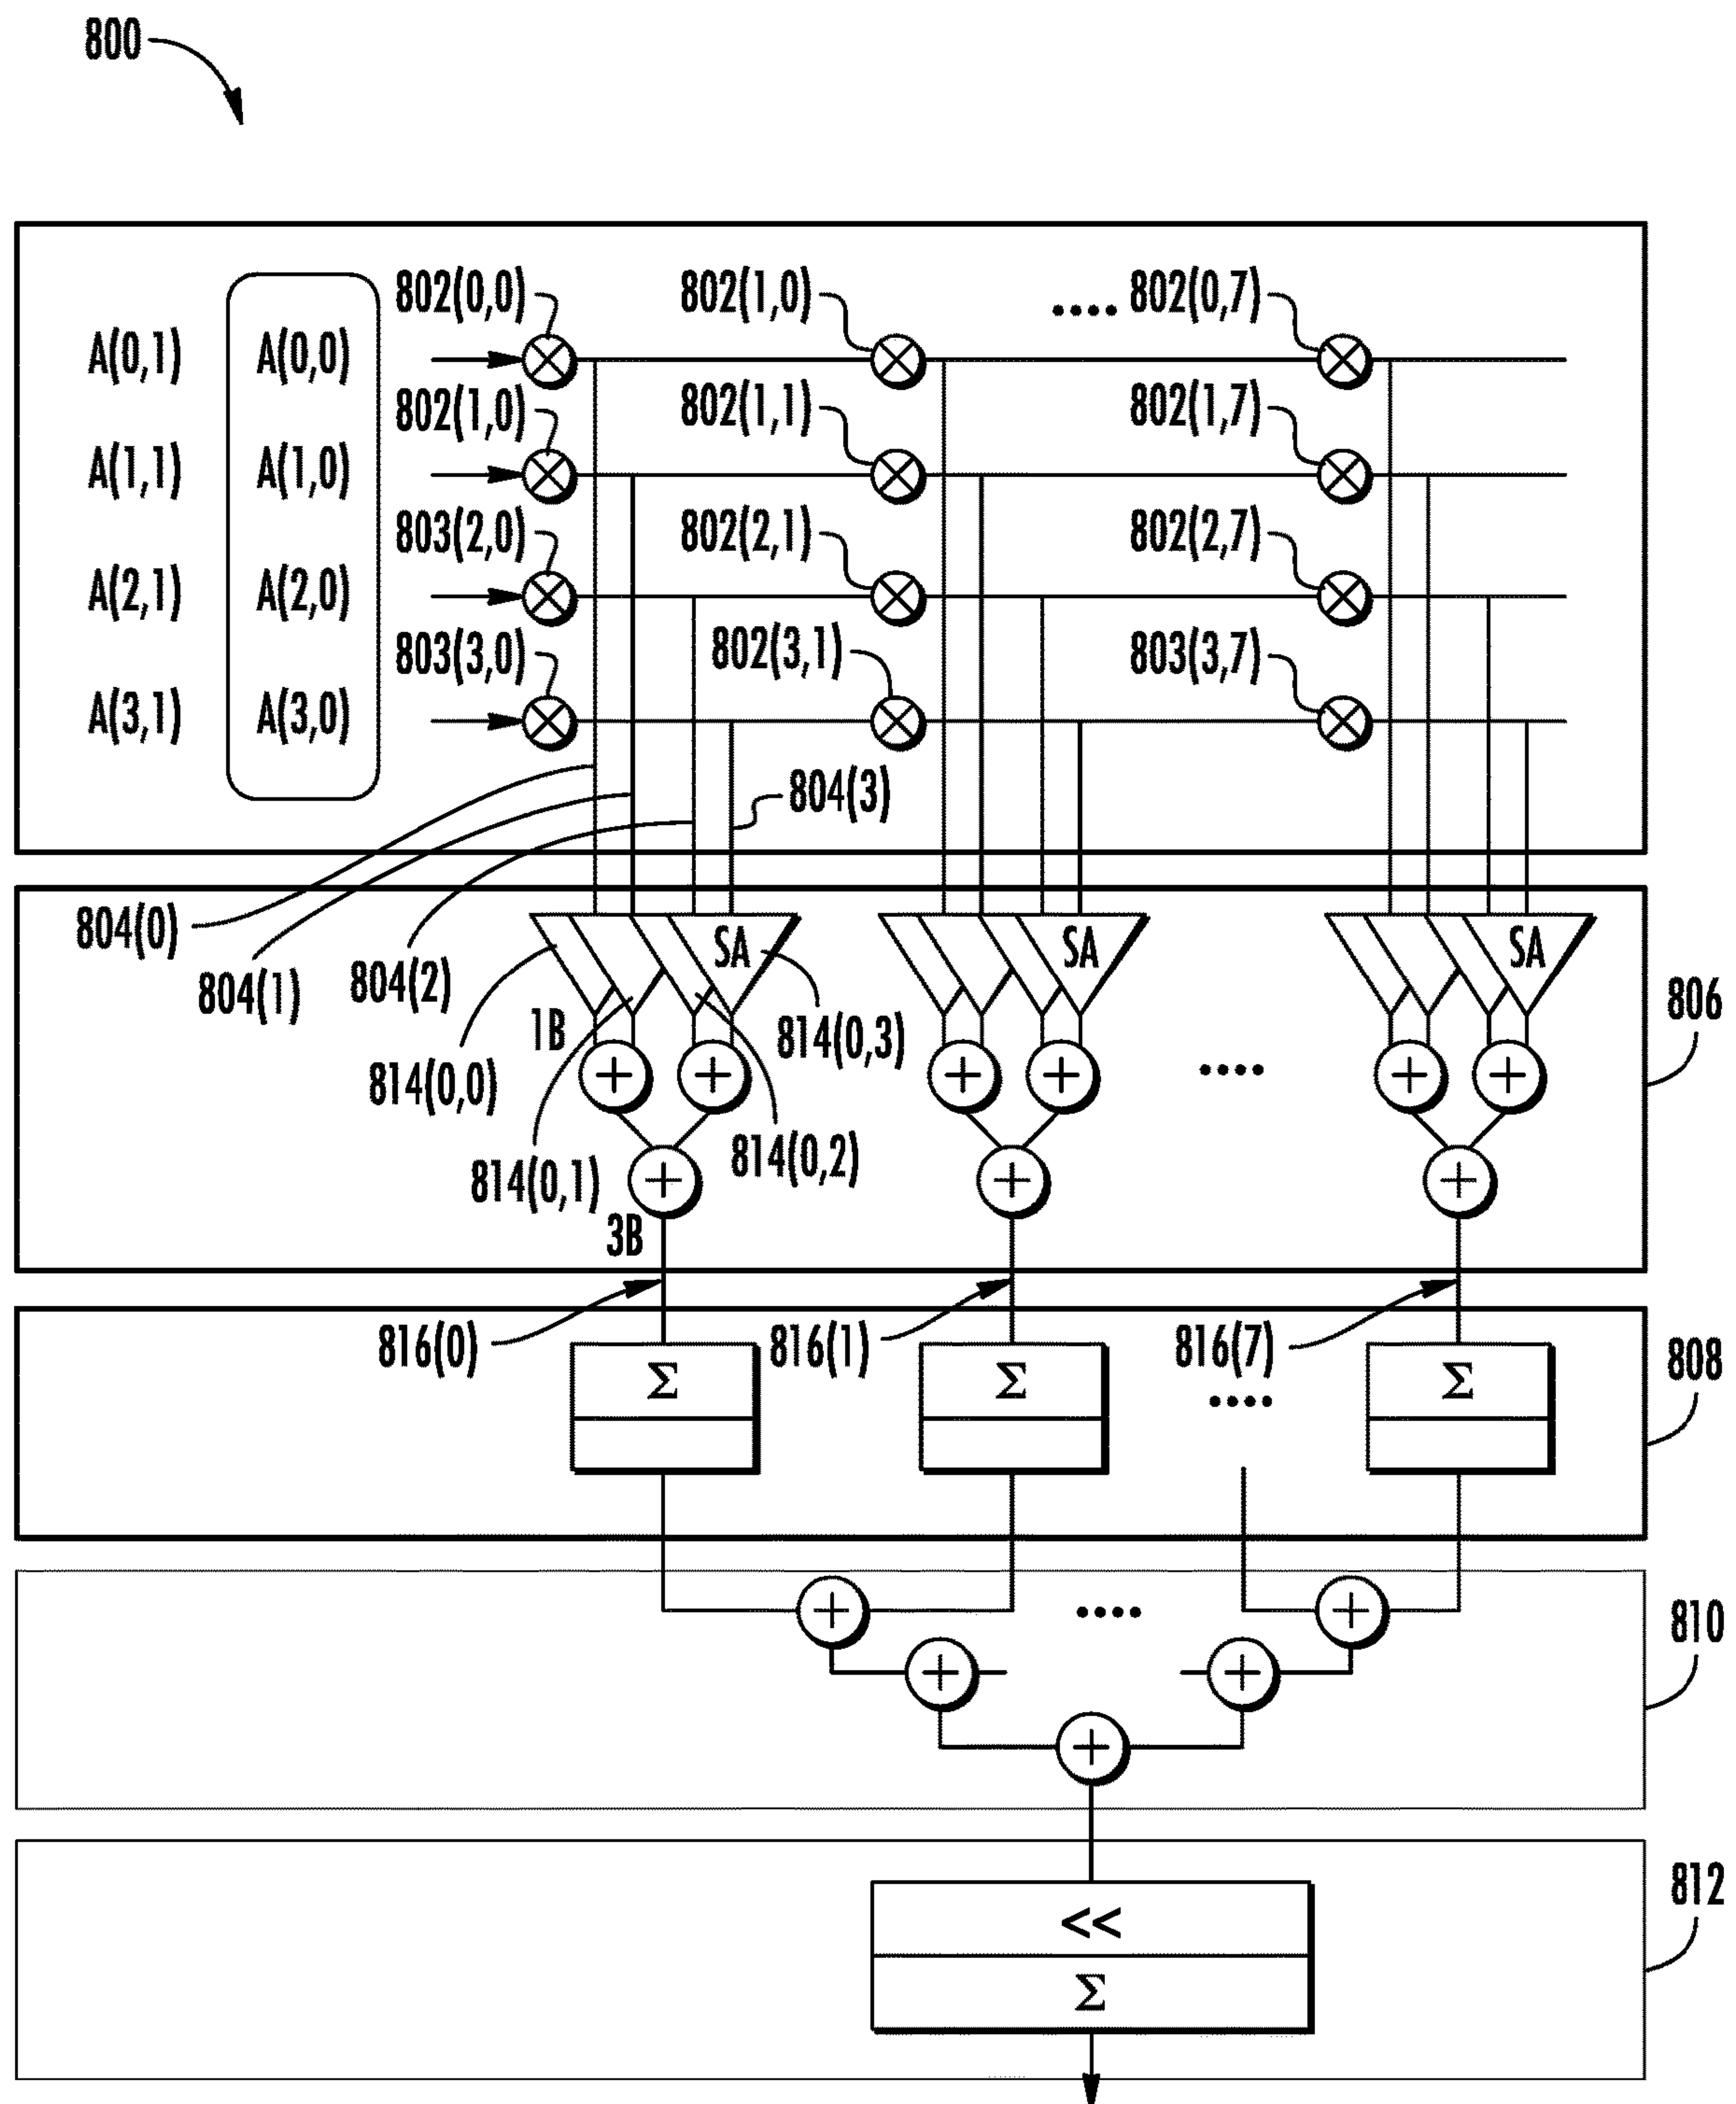 800
802(0,0) 802(1,0) •••• 802(0,7)
A(0,1) A(0,0)
802(1,0) 802(1,1) 802(1,7)
A(1,1) A(1,0)
803(2,0) 802(2,1) 802(2,7)
A(2,1) A(2,0)
803(3,0) 802(3,1) 803(3,7)
A(3,1) A(3,0)
804(3)
804(0) SA SA SA
804(1) 804(2) 806
1B 814(0,3)
814(0,0) + + + + •••• + +
814(0,1) 814(0,2)
+ + +
3B
816(0) 816(1) 816(7) 808
Σ Σ •••• Σ
+ •••• + 810
+ +
+
812
<<
Σ